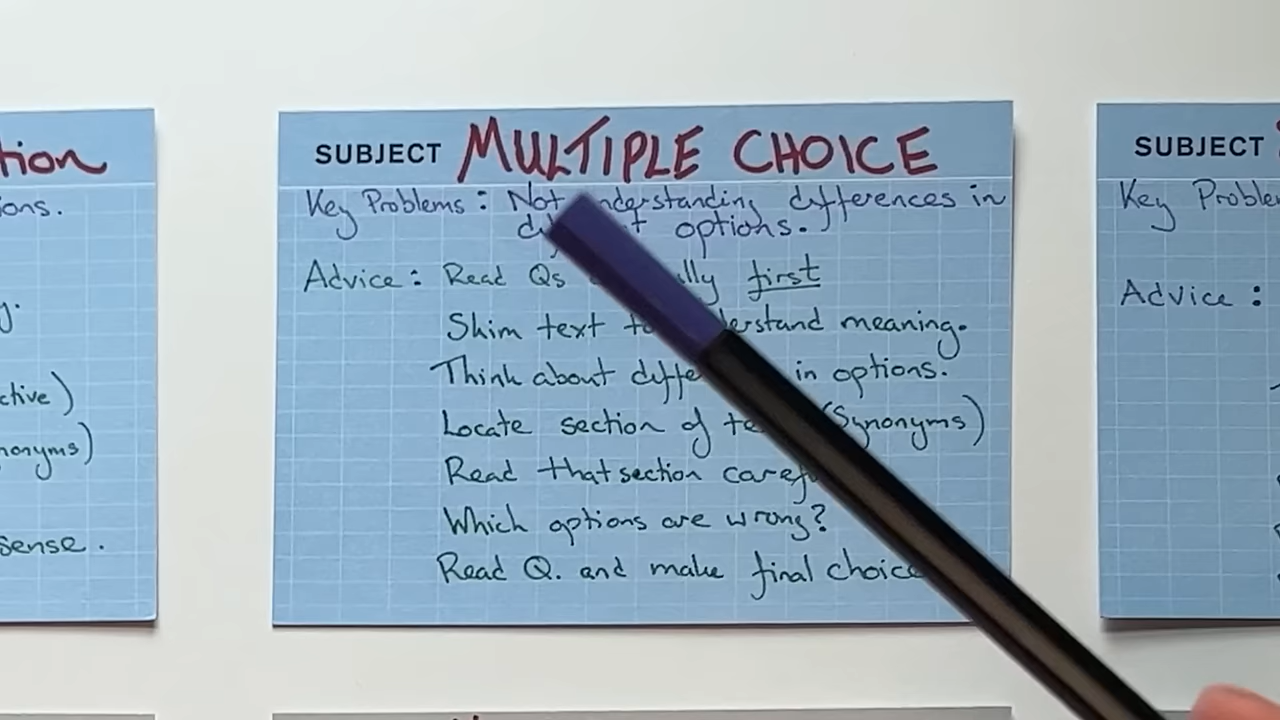 tion
ions.
y.
ctive)
nonyms)
sense.
SUBJECT MULTIPLE CHOICE
Key Problems: Not understanding differences in
options.
Advice: Read Qs first
Skim text to understand meaning.
Think about in options.
Locate section of (Synonyms)
Read that section
Which options are wrong?
Read Q. and make final choice
SUBJECT
Key
Advice: